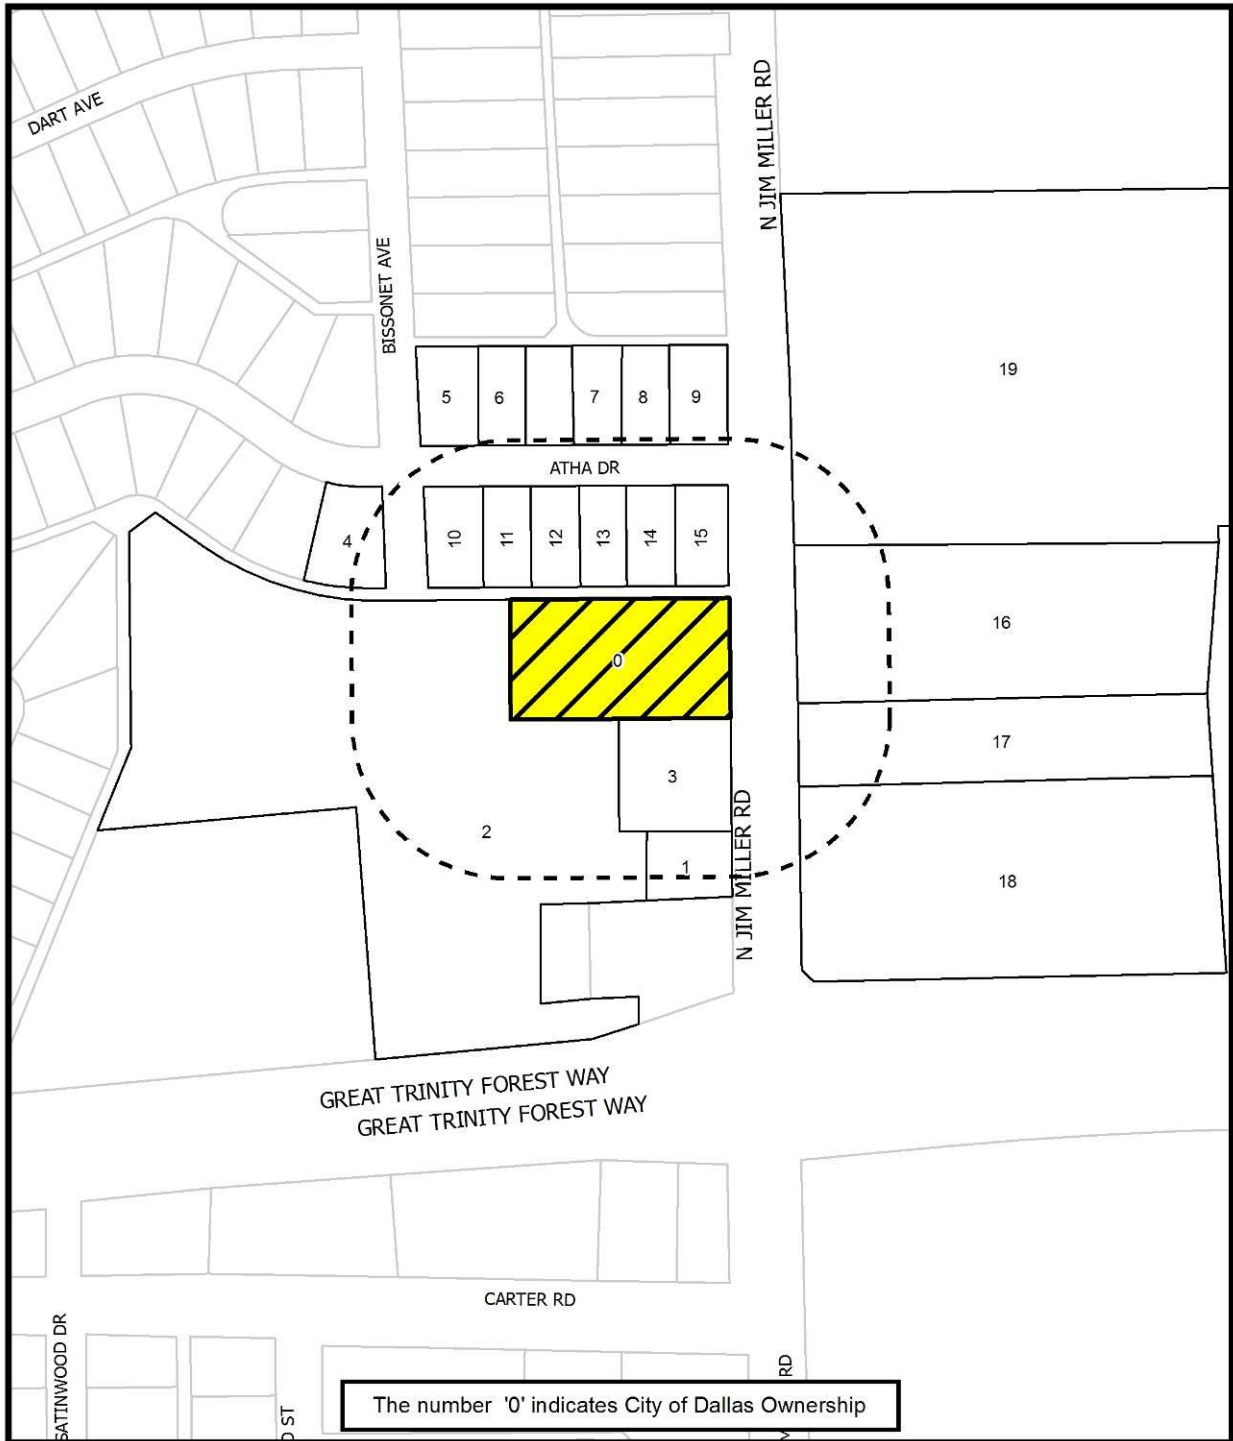 DART AVE
N JIM MILLER RD
BISSONET AVE
19
5
6
7
8
9
ATHA DR
4
10
11
12
13
14
15
16
0
17
3
2
1
N JIM MILLER RD
18
GREAT TRINITY FOREST WAY
GREAT TRINITY FOREST WAY
CARTER RD
SATINWOOD DR
D ST
RD
The number '0' indicates City of Dallas Ownership